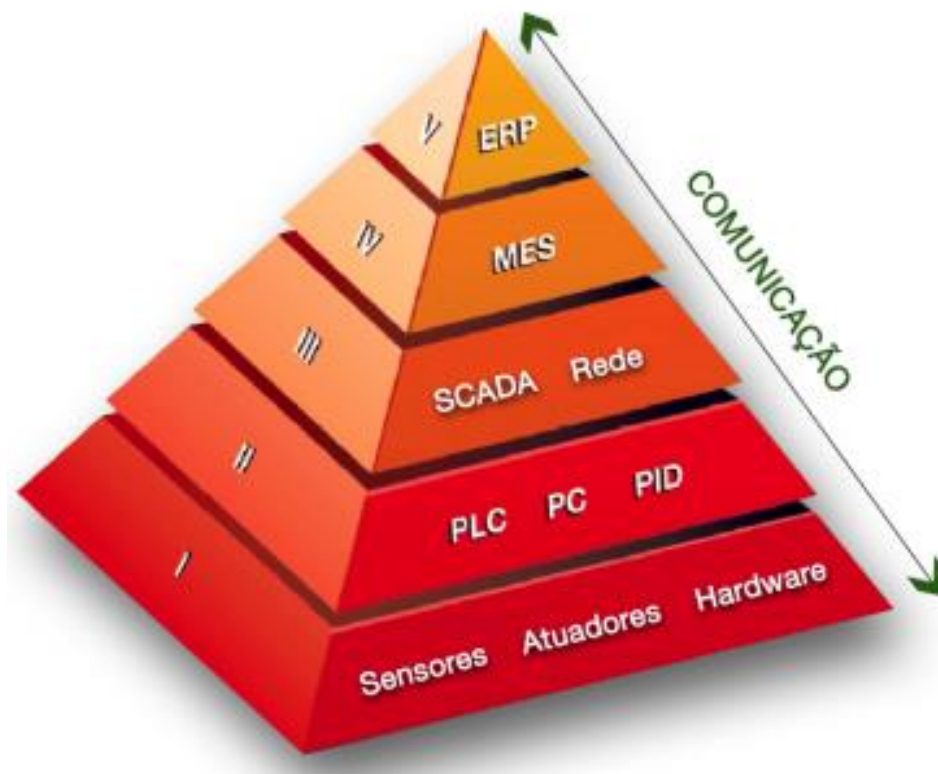 V ERP
IV MES
COMUNICAÇÃO
III SCADA Rede
II PLC PC PID
I Sensores Atuadores Hardware